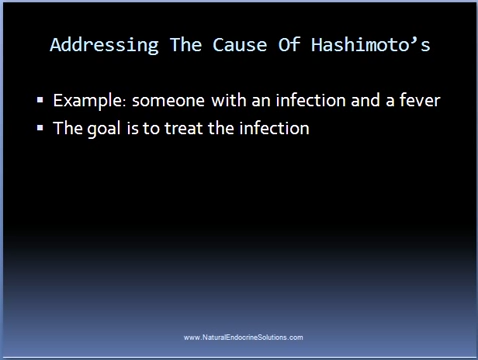 Addressing The Cause Of Hashimoto’s
▪ Example: someone with an infection and a fever
▪ The goal is to treat the infection
www.NaturalEndocrineSolutions.com